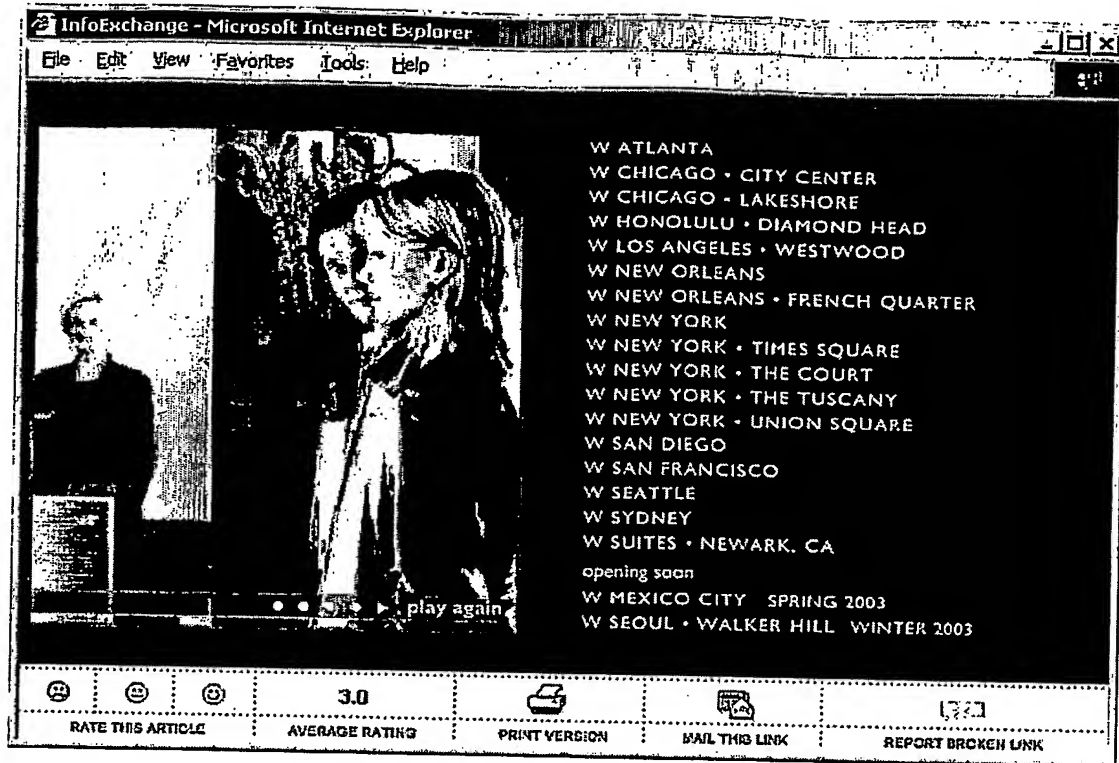 InfoExchange - Microsoft Internet Explorer
File Edit View Favorites Tools Help
W ATLANTA
W CHICAGO • CITY CENTER
W CHICAGO • LAKESHORE
W HONOLULU • DIAMOND HEAD
W LOS ANGELES • WESTWOOD
W NEW ORLEANS
W NEW ORLEANS • FRENCH QUARTER
W NEW YORK
W NEW YORK • TIMES SQUARE
W NEW YORK • THE COURT
W NEW YORK • THE TUSCANY
W NEW YORK • UNION SQUARE
W SAN DIEGO
W SAN FRANCISCO
W SEATTLE
W SYDNEY
W SUITES • NEWARK, CA
opening soon
W MEXICO CITY SPRING 2003
W SEOUL • WALKER HILL WINTER 2003
play again
3.0
RATE THIS ARTICLE AVERAGE RATING PRINT VERSION MAIL THIS LINK REPORT BROKEN LINK